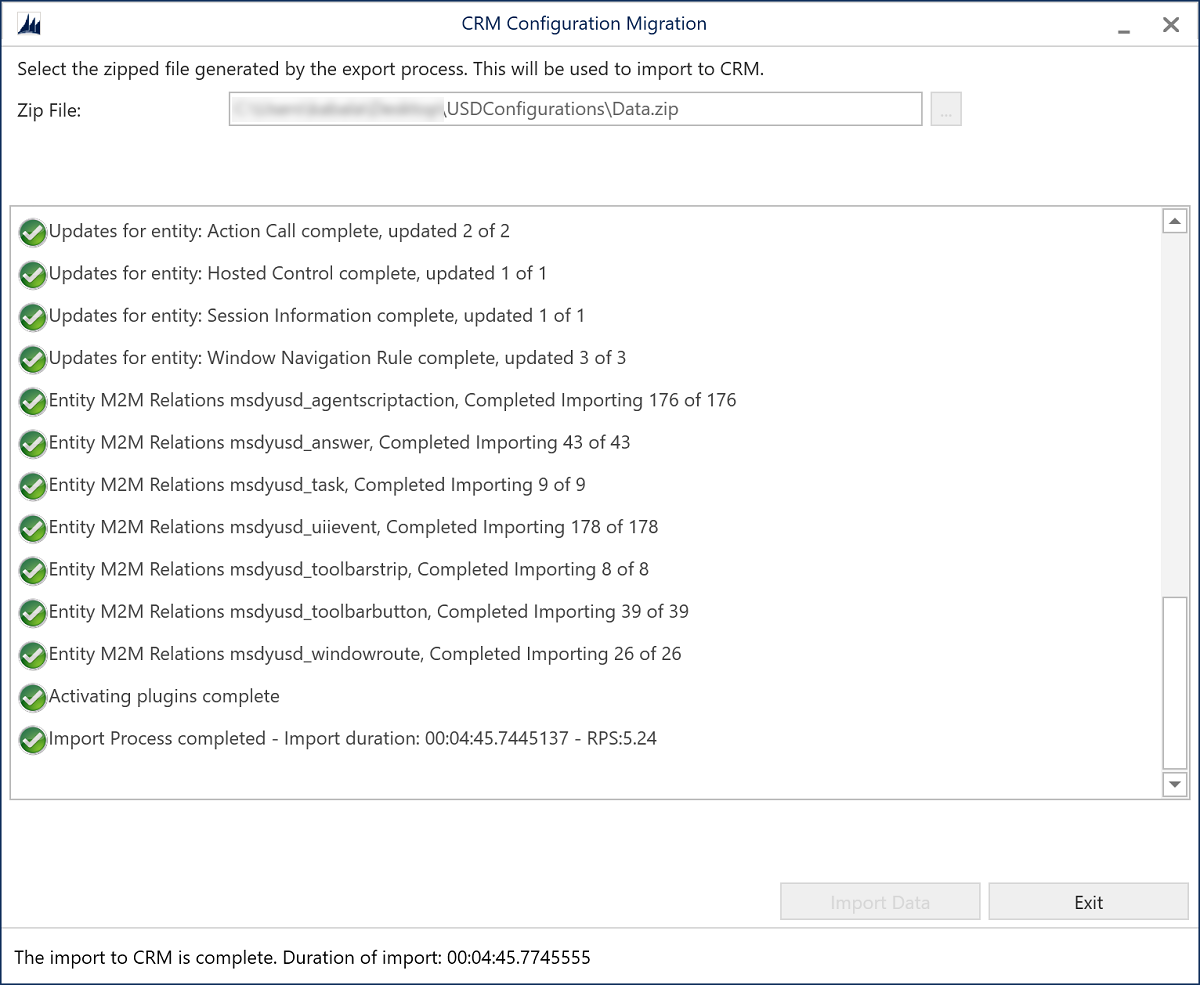 CRM Configuration Migration
Select the zipped file generated by the export process. This will be used to import to CRM.
Zip File:
\USDConfigurations\Data.zip
...
Updates for entity: Action Call complete, updated 2 of 2
Updates for entity: Hosted Control complete, updated 1 of 1
Updates for entity: Session Information complete, updated 1 of 1
Updates for entity: Window Navigation Rule complete, updated 3 of 3
Entity M2M Relations msdyusd_agentscriptaction, Completed Importing 176 of 176
Entity M2M Relations msdyusd_answer, Completed Importing 43 of 43
Entity M2M Relations msdyusd_task, Completed Importing 9 of 9
Entity M2M Relations msdyusd_uiievent, Completed Importing 178 of 178
Entity M2M Relations msdyusd_toolbarstrip, Completed Importing 8 of 8
Entity M2M Relations msdyusd_toolbarbutton, Completed Importing 39 of 39
Entity M2M Relations msdyusd_windowroute, Completed Importing 26 of 26
Activating plugins complete
Import Process completed - Import duration: 00:04:45.7445137 - RPS:5.24
Import Data
Exit
The import to CRM is complete. Duration of import: 00:04:45.7745555